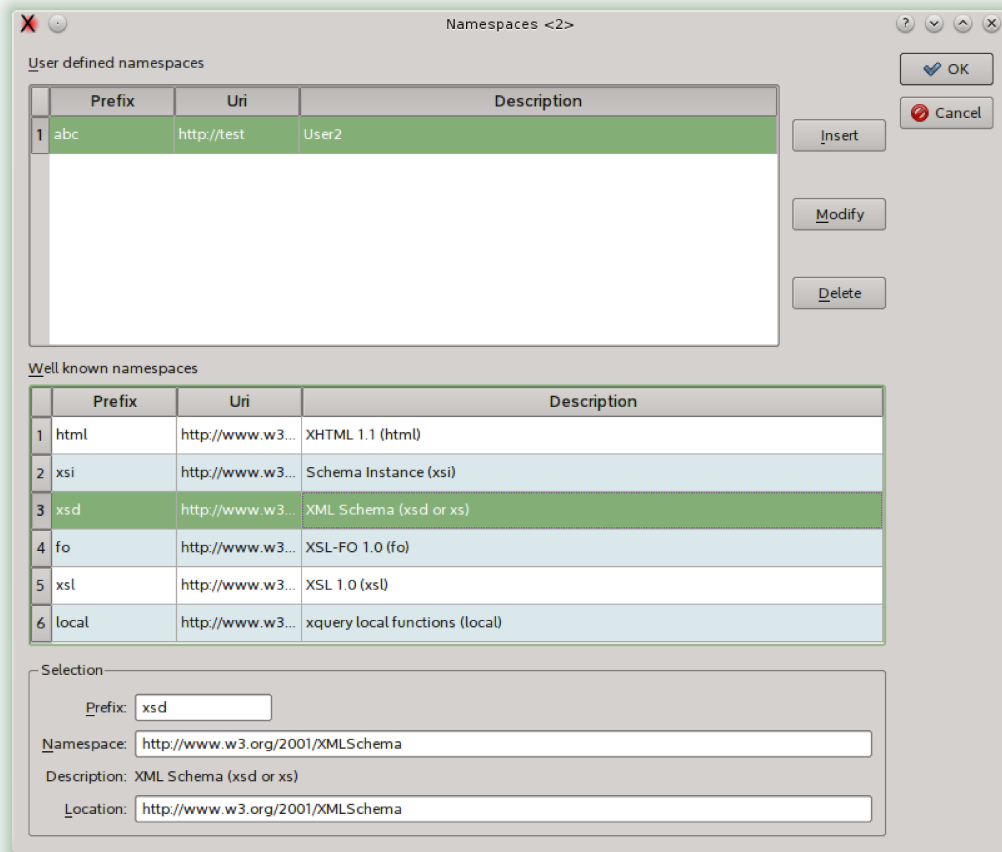 Namespaces <2>
User defined namespaces
OK
Cancel
Prefix Uri Description
1 abc http://test User2
Insert
Modify
Delete
Well known namespaces
Prefix Uri Description
1 html http://www.w3... XHTML 1.1 (html)
2 xsi http://www.w3... Schema Instance (xsi)
3 xsd http://www.w3... XML Schema (xsd or xs)
4 fo http://www.w3... XSL-FO 1.0 (fo)
5 xsl http://www.w3... XSL 1.0 (xsl)
6 local http://www.w3... xquery local functions (local)
Selection
Prefix: xsd
Namespace: http://www.w3.org/2001/XMLSchema
Description: XML Schema (xsd or xs)
Location: http://www.w3.org/2001/XMLSchema